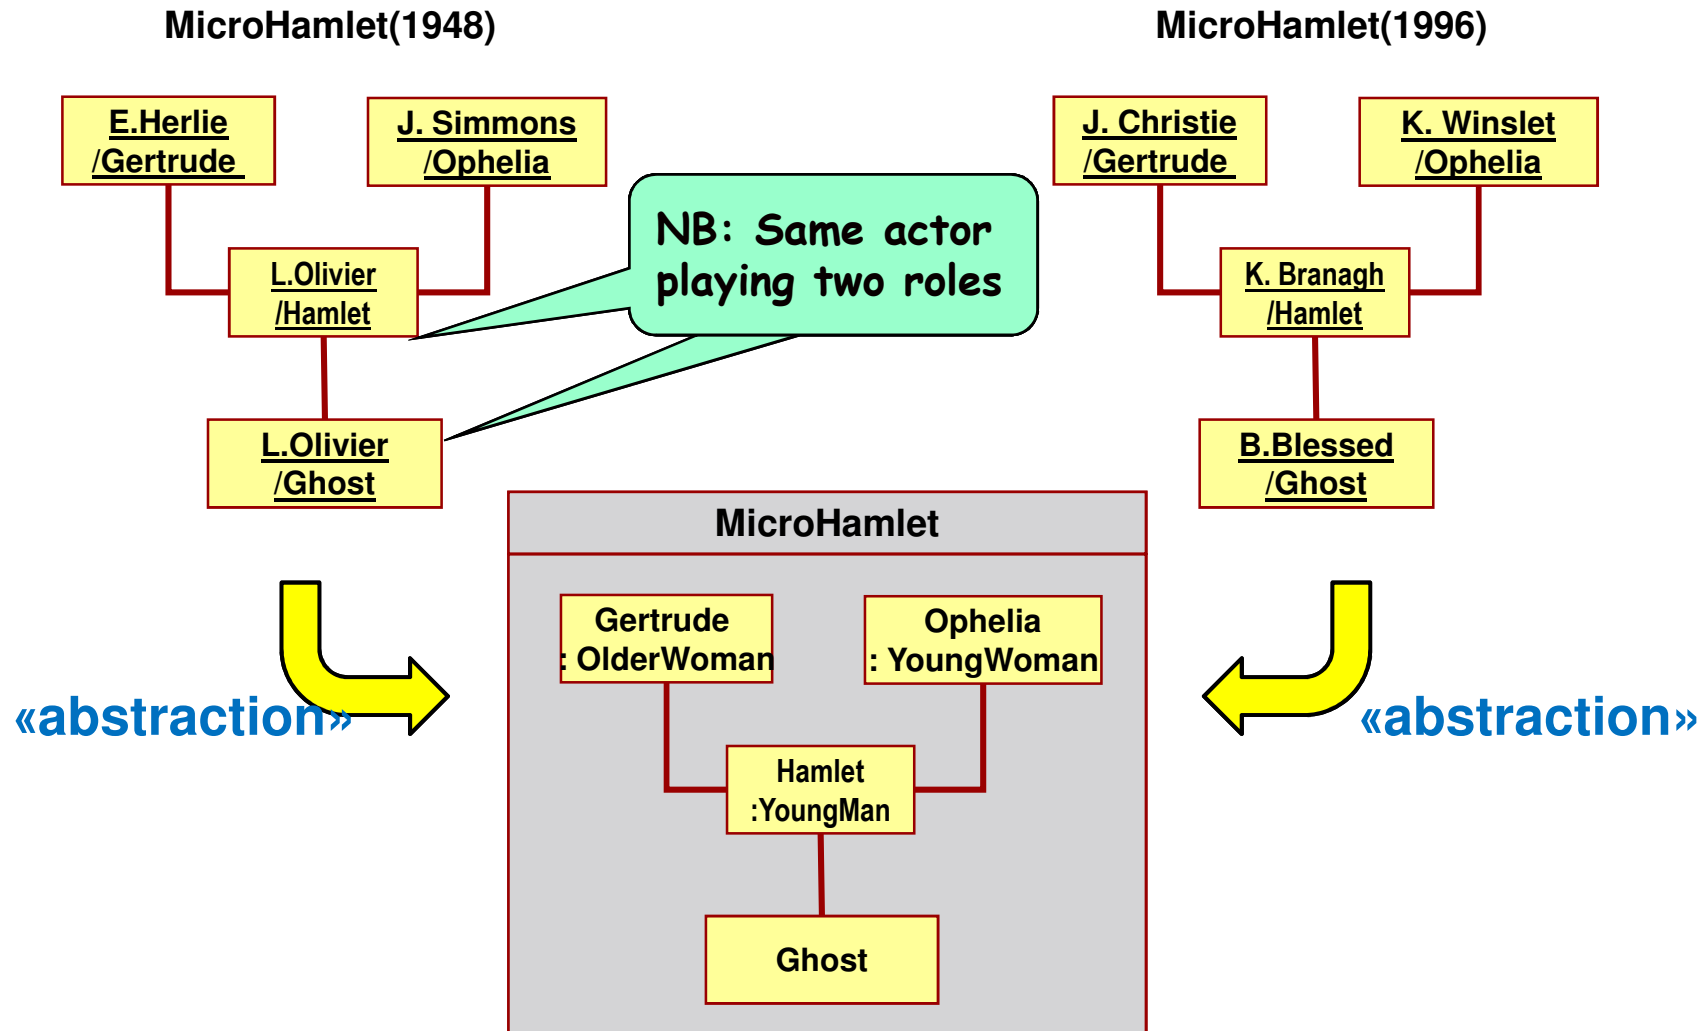 MicroHamlet(1948)
MicroHamlet(1996)
E.Herlie
/Gertrude
J. Simmons
/Ophelia
J. Christie
/Gertrude
K. Winslet
/Ophelia
NB: Same actor
playing two roles
L.Olivier
/Hamlet
K. Branagh
/Hamlet
L.Olivier
/Ghost
B.Blessed
/Ghost
MicroHamlet
Gertrude
: OlderWoman
Ophelia
: YoungWoman
«abstraction»
«abstraction»
Hamlet
:YoungMan
Ghost